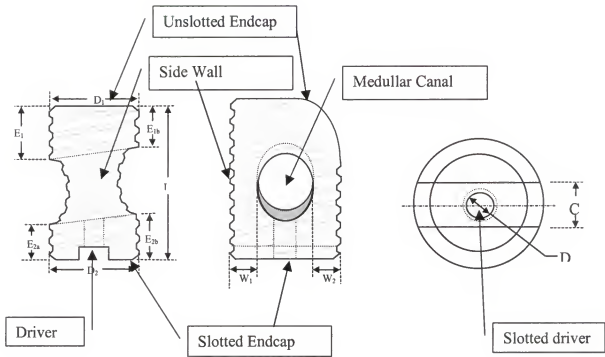 Unslotted Endcap
Side Wall
Medullar Canal
D₁
E₁
E₁b
E₂a
E₂b
D₂
W₁
W₂
C
Driver
Slotted Endcap
Slotted driver